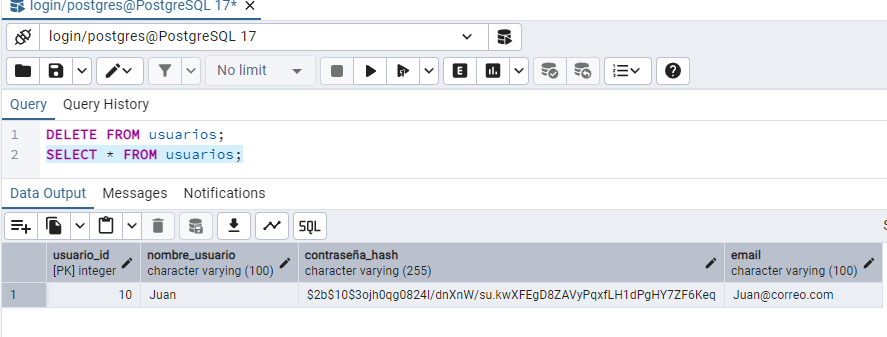 login/postgres@PostgreSQL 17* ×
login/postgres@PostgreSQL 17
No limit
Query Query History
1 DELETE FROM usuarios;
2 SELECT * FROM usuarios;
Data Output Messages Notifications
SQL
usuario_id nombre_usuario contraseña_hash email
[PK] integer character varying (100) character varying (255) character varying (100)
1 10 Juan $2b$10$3ojh0qg0824I/dnXnW/su.kwXFEgD8ZAVyPqxfLH1dPgHY7ZF6Keq Juan@correo.com